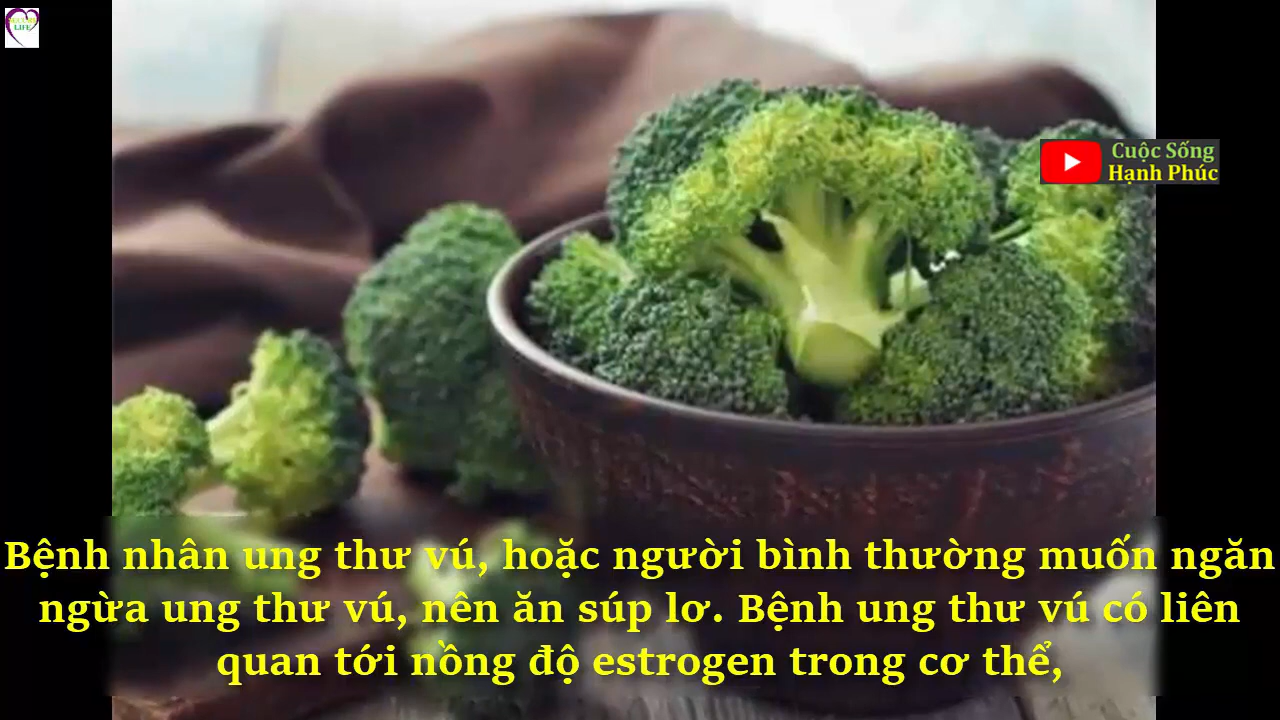 LIFE
Cuộc Sống
Hạnh Phúc
Bệnh nhân ung thư vú, hoặc người bình thường muốn ngăn
ngừa ung thư vú, nên ăn súp lơ. Bệnh ung thư vú có liên
quan tới nồng độ estrogen trong cơ thể,